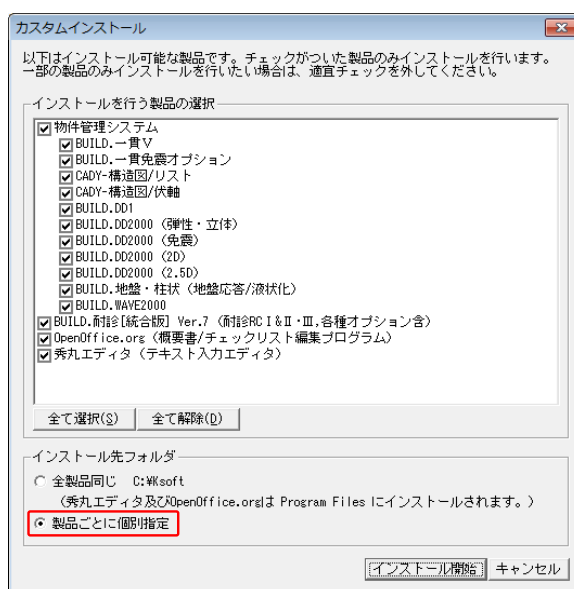 カスタムインストール
以下はインストール可能な製品です。チェックがついた製品のみインストールを行います。
一部の製品のみインストールを行いたい場合は、適宜チェックを外してください。
インストールを行う製品の選択
物件管理システム
BUILD.一貫Ⅴ
BUILD.一貫免震オプション
CADY-構造図/リスト
CADY-構造図/伏軸
BUILD.DD1
BUILD.DD2000（弾性・立体）
BUILD.DD2000（免震）
BUILD.DD2000（2D）
BUILD.DD2000（2.5D）
BUILD.地盤・柱状（地盤応答/液状化）
BUILD.WAVE2000
BUILD.耐診[統合版] Ver.7（耐診RCⅠ&Ⅱ・Ⅲ,各種オプション含）
OpenOffice.org（概要書/チェックリスト編集プログラム）
秀丸エディタ（テキスト入力エディタ）
全て選択(S) 全て解除(D)
インストール先フォルダ
全製品同じ C:¥Ksoft
（秀丸エディタ及びOpenOffice.orgは Program Files にインストールされます。）
製品ごとに個別指定
インストール開始 キャンセル